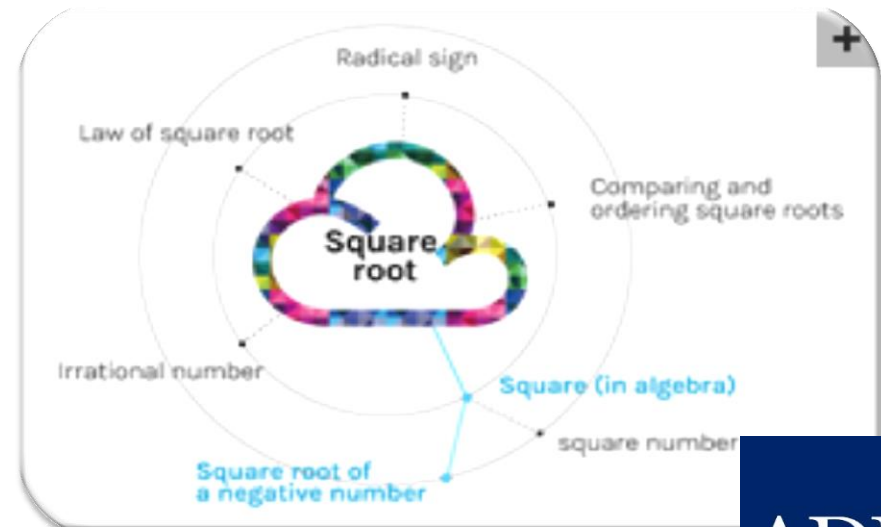 +
Radical sign
Law of square root
Comparing and
ordering square roots
Square
root
Irrational number
Square (in algebra)
square number
Square root of
a negative number